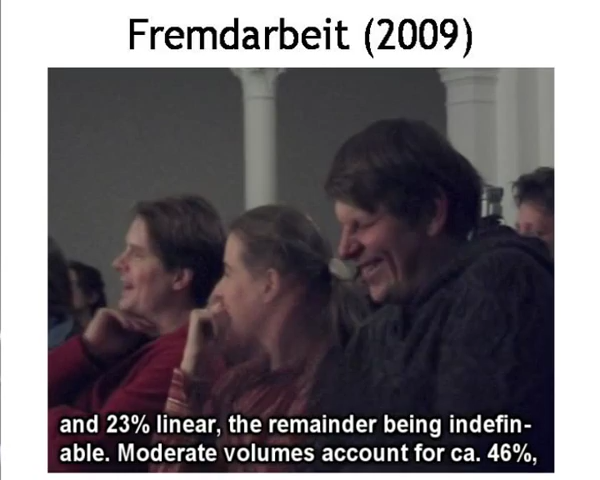 Fremdarbeit (2009)
and 23% linear, the remainder being indefin-
able. Moderate volumes account for ca. 46%,